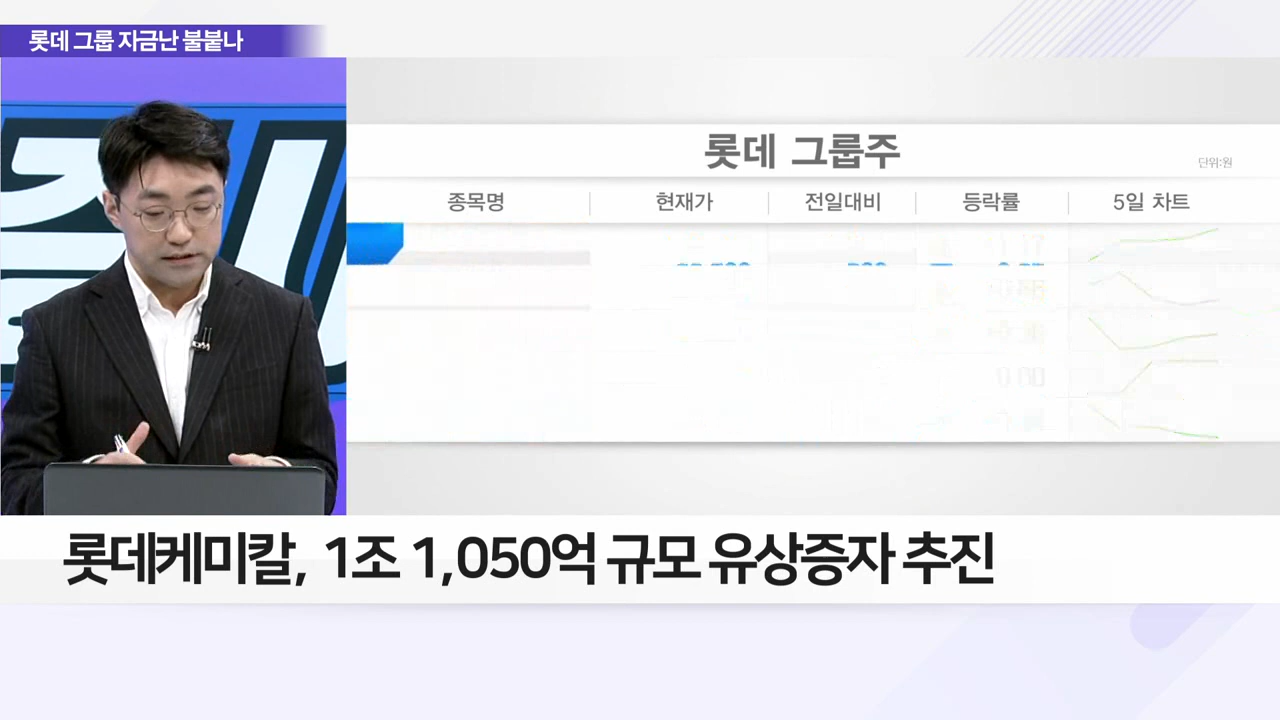 롯데 그룹 자금난 불붙나
롯데 그룹주
단위:원
종목명 현재가 전일대비 등락률 5일 차트
롯데케미칼, 1조 1,050억 규모 유상증자 추진